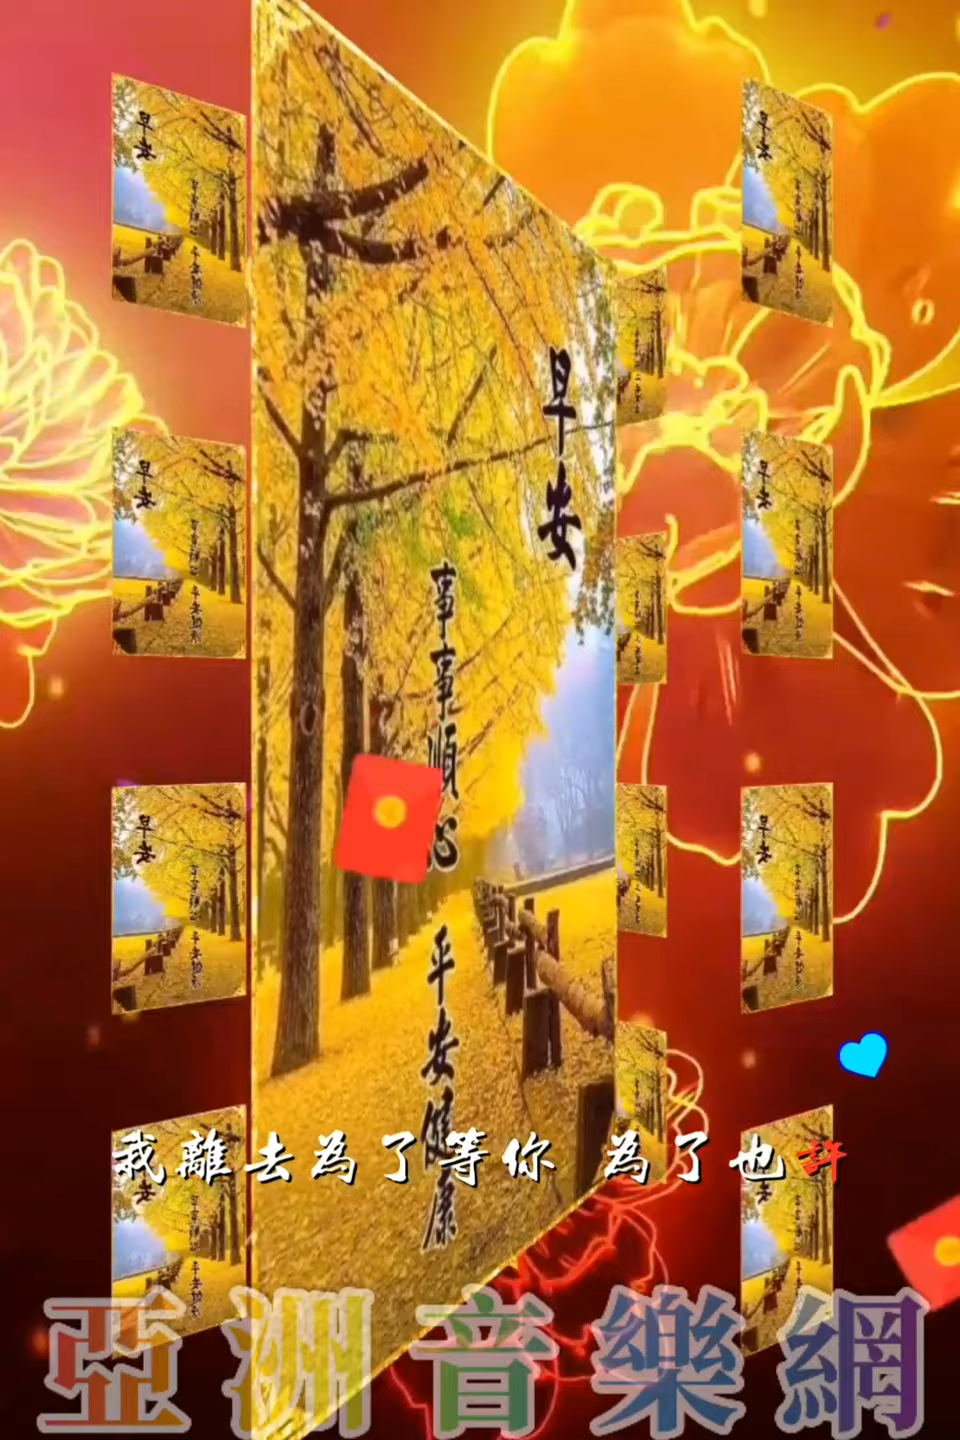 早安
事事順心 平安健康
我離去為了等你 為了也許
亞洲音樂網